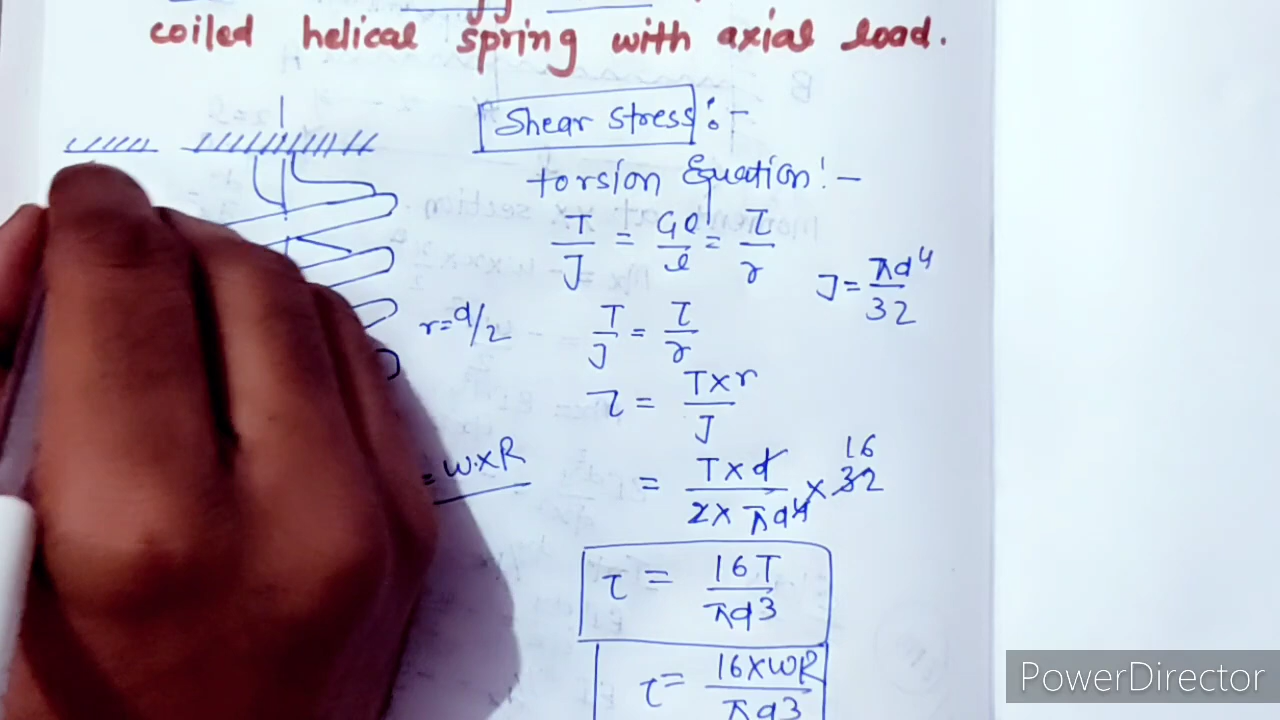 coiled helical spring with axial load.
Shear stress :-
torsion Equation :-
T/J = Gθ/l = τ/r
J = πd⁴/32
r = d/2
T/J = τ/r
τ = T×r/J
= W×R
= T×d/2×πd⁴ × 32 16
τ = 16T/πd³
τ = 16×WR/πd3
PowerDirector